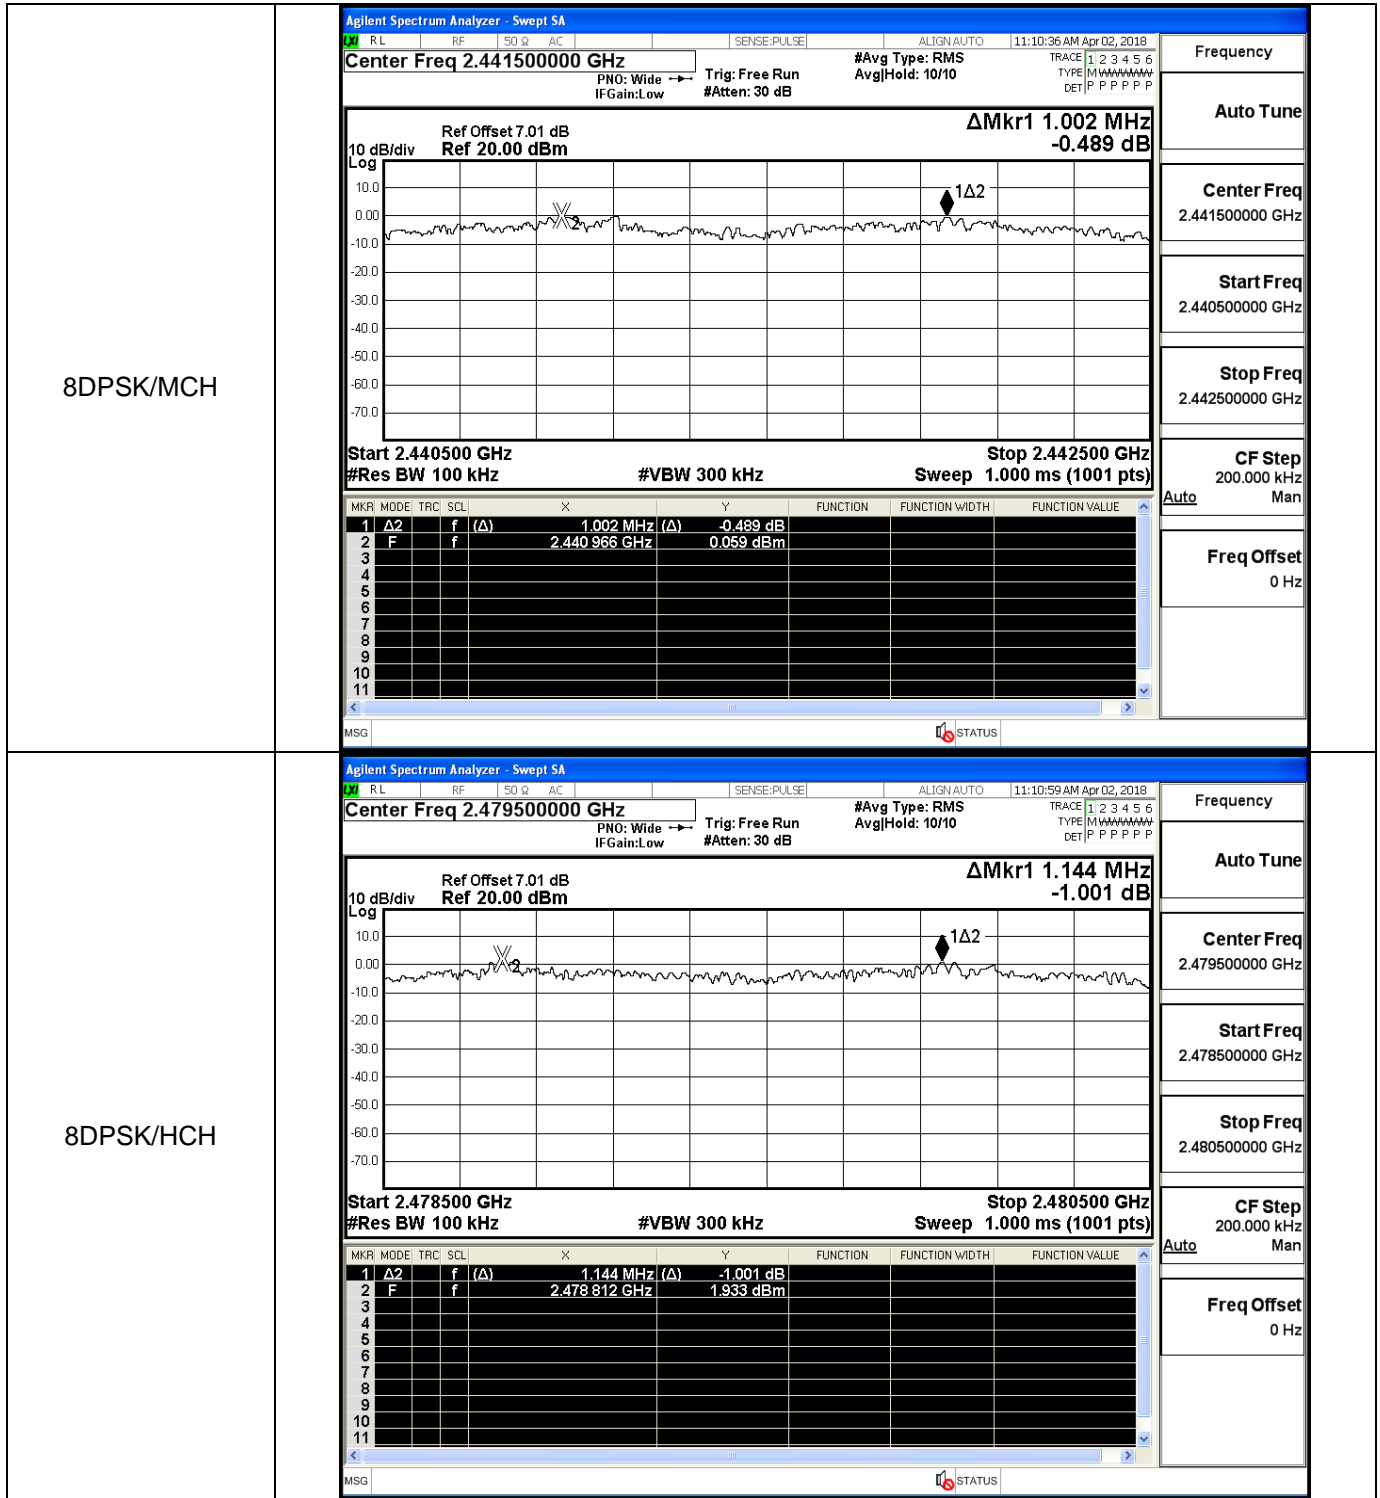 8DPSK/MCH
Agilent Spectrum Analyzer - Swept SA
LXI RL RF 50 Ω AC SENSE:PULSE ALIGN AUTO 11:10:36 AM Apr 02, 2018
Center Freq 2.441500000 GHz
PNO: Wide
IFGain:Low
Trig: Free Run
#Atten: 30 dB
#Avg Type: RMS
Avg|Hold: 10/10
TRACE 1 2 3 4 5 6
TYPE M WWWWW
DET P P P P P P
Ref Offset 7.01 dB
10 dB/div Ref 20.00 dBm
Log
ΔMkr1 1.002 MHz
-0.489 dB
10.0
0.00
-10.0
-20.0
-30.0
-40.0
-50.0
-60.0
-70.0
1Δ2
2
Start 2.440500 GHz Stop 2.442500 GHz
#Res BW 100 kHz #VBW 300 kHz Sweep 1.000 ms (1001 pts)
MKR MODE TRC SCL X Y FUNCTION FUNCTION WIDTH FUNCTION VALUE
1 Δ2 f (Δ) 1.002 MHz (Δ) -0.489 dB
2 F f 2.440 966 GHz 0.059 dBm
3
4
5
6
7
8
9
10
11
MSG STATUS
Frequency
Auto Tune
Center Freq
2.441500000 GHz
Start Freq
2.440500000 GHz
Stop Freq
2.442500000 GHz
CF Step
200.000 kHz
Auto Man
Freq Offset
0 Hz
8DPSK/HCH
Agilent Spectrum Analyzer - Swept SA
LXI RL RF 50 Ω AC SENSE:PULSE ALIGN AUTO 11:10:59 AM Apr 02, 2018
Center Freq 2.479500000 GHz
PNO: Wide
IFGain:Low
Trig: Free Run
#Atten: 30 dB
#Avg Type: RMS
Avg|Hold: 10/10
TRACE 1 2 3 4 5 6
TYPE M WWWWW
DET P P P P P P
Ref Offset 7.01 dB
10 dB/div Ref 20.00 dBm
Log
ΔMkr1 1.144 MHz
-1.001 dB
10.0
0.00
-10.0
-20.0
-30.0
-40.0
-50.0
-60.0
-70.0
1Δ2
2
Start 2.478500 GHz Stop 2.480500 GHz
#Res BW 100 kHz #VBW 300 kHz Sweep 1.000 ms (1001 pts)
MKR MODE TRC SCL X Y FUNCTION FUNCTION WIDTH FUNCTION VALUE
1 Δ2 f (Δ) 1.144 MHz (Δ) -1.001 dB
2 F f 2.478 812 GHz 1.933 dBm
3
4
5
6
7
8
9
10
11
MSG STATUS
Frequency
Auto Tune
Center Freq
2.479500000 GHz
Start Freq
2.478500000 GHz
Stop Freq
2.480500000 GHz
CF Step
200.000 kHz
Auto Man
Freq Offset
0 Hz